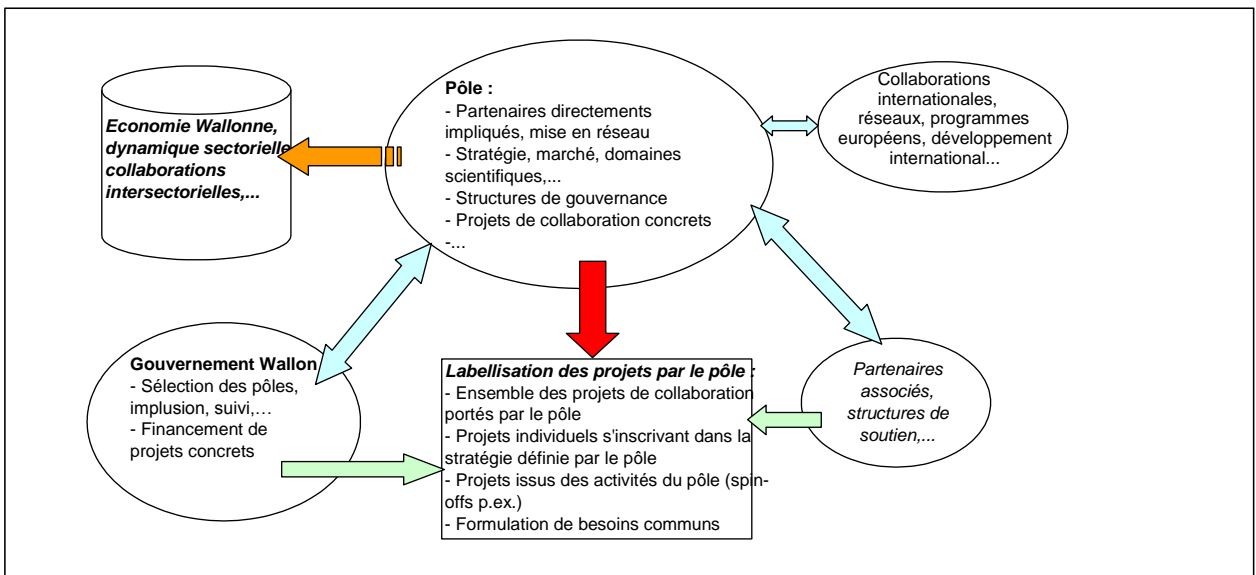 Economie Wallonne,
dynamique sectorielle
collaborations
intersectorielles,...
Pôle :
- Partenaires directements
impliqués, mise en réseau
- Stratégie, marché, domaines
scientifiques,...
- Structures de gouvernance
- Projets de collaboration concrets
-...
Collaborations
internationales,
réseaux, programmes
européens, développement
international...
Gouvernement Wallon
- Sélection des pôles,
implusion, suivi,…
- Financement de
projets concrets
Labellisation des projets par le pôle :
- Ensemble des projets de collaboration
portés par le pôle
- Projets individuels s'inscrivant dans la
stratégie définie par le pôle
- Projets issus des activités du pôle (spin-
offs p.ex.)
- Formulation de besoins communs
Partenaires
associés,
structures de
soutien,...